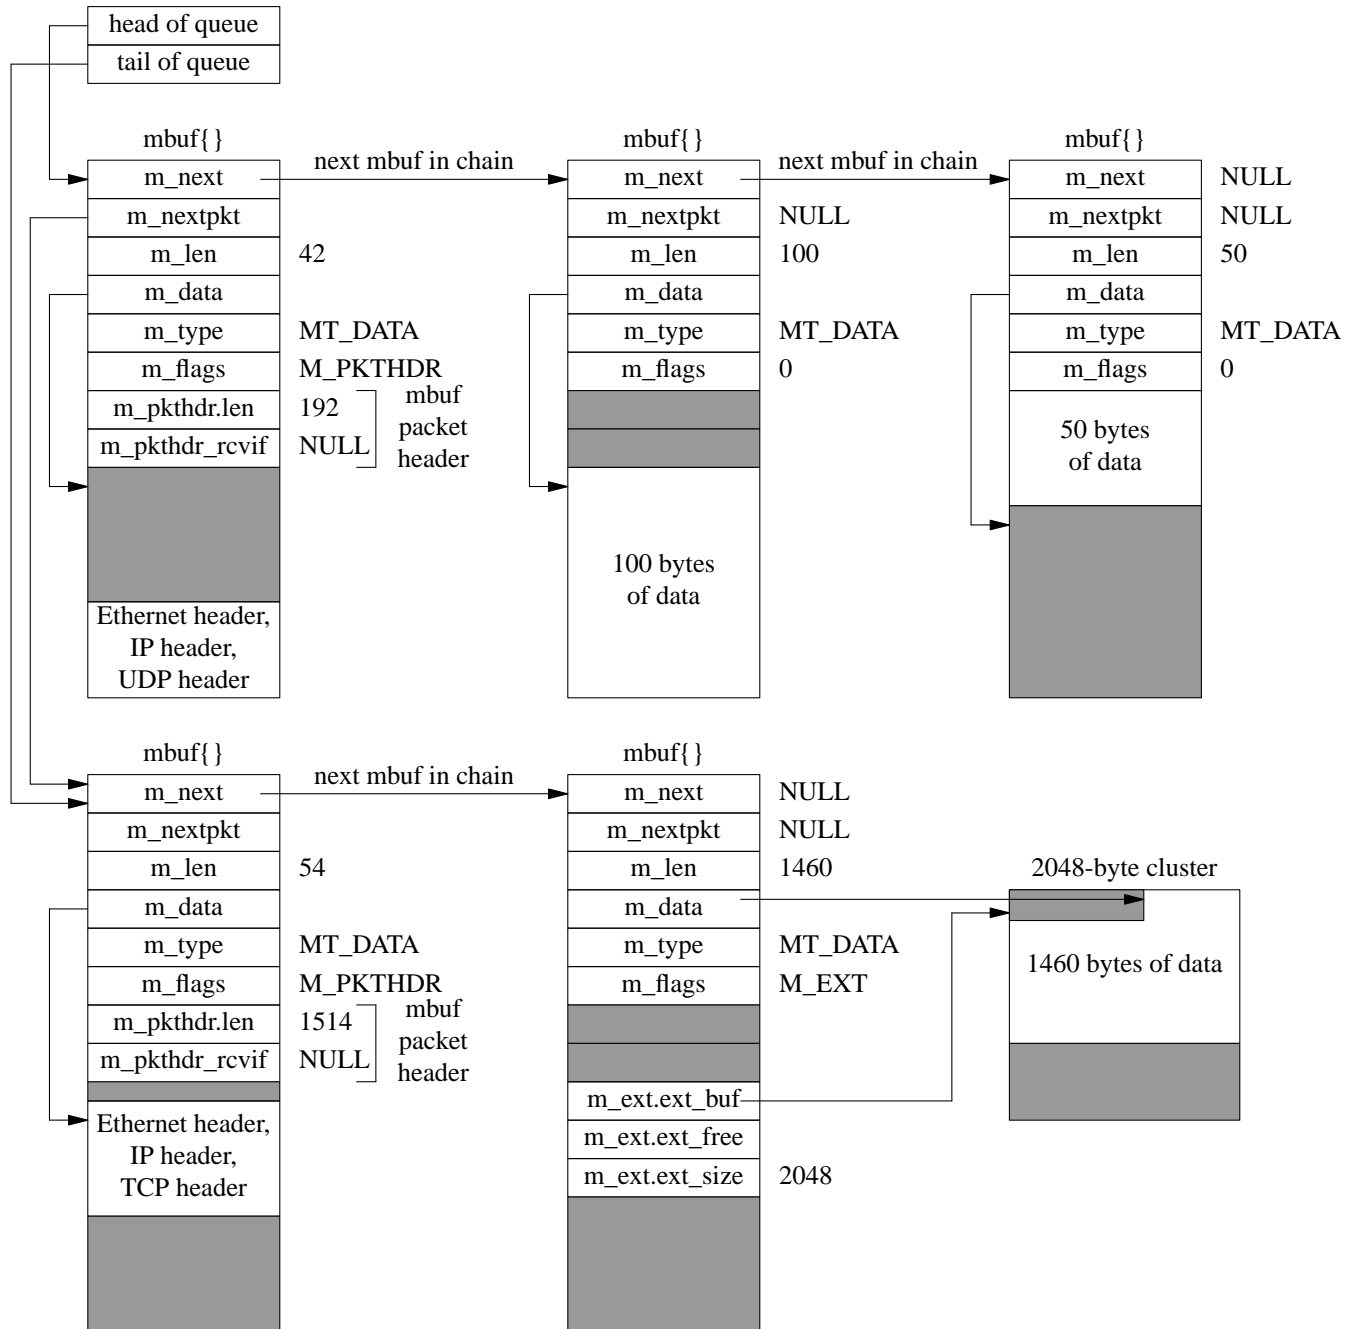 head of queue
tail of queue
mbuf{}
mbuf{}
mbuf{}
next mbuf in chain
next mbuf in chain
m_next
m_next
m_next
NULL
m_nextpkt
m_nextpkt
NULL
m_nextpkt
NULL
m_len
42
m_len
100
m_len
50
m_data
m_data
m_data
m_type
MT_DATA
m_type
MT_DATA
m_type
MT_DATA
m_flags
M_PKTHDR
m_flags
0
m_flags
0
m_pkthdr.len
192
m_pkthdr_rcvif
NULL
mbuf
packet
header
50 bytes
of data
100 bytes
of data
Ethernet header,
IP header,
UDP header
mbuf{}
mbuf{}
next mbuf in chain
m_next
m_next
NULL
m_nextpkt
m_nextpkt
NULL
m_len
54
m_len
1460
2048-byte cluster
m_data
m_data
m_type
MT_DATA
m_type
MT_DATA
1460 bytes of data
m_flags
M_PKTHDR
m_flags
M_EXT
m_pkthdr.len
1514
m_pkthdr_rcvif
NULL
mbuf
packet
header
m_ext.ext_buf
m_ext.ext_free
m_ext.ext_size
2048
Ethernet header,
IP header,
TCP header